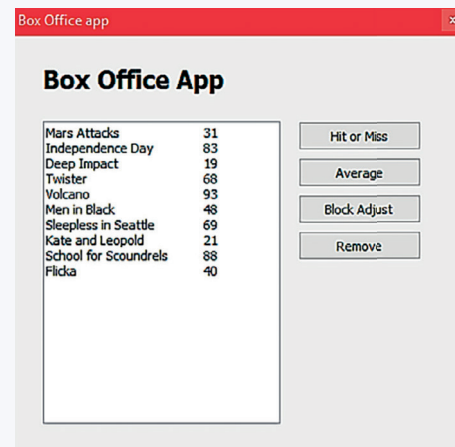 Box Office app
Box Office App
Mars Attacks 31
Independence Day 83
Deep Impact 19
Twister 68
Volcano 93
Men in Black 48
Sleepless in Seattle 69
Kate and Leopold 21
School for Scoundrels 88
Flicka 40
Hit or Miss
Average
Block Adjust
Remove